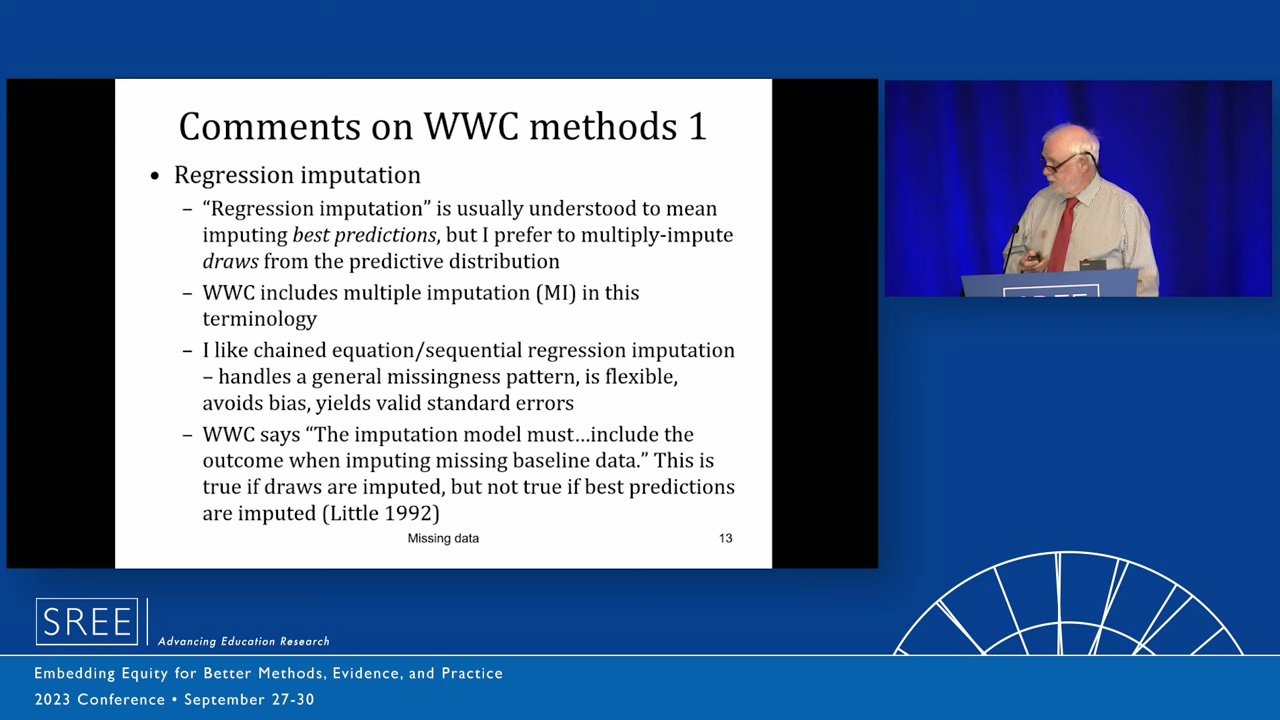 Comments on WWC methods 1
• Regression imputation
– “Regression imputation” is usually understood to mean
imputing best predictions, but I prefer to multiply-impute
draws from the predictive distribution
– WWC includes multiple imputation (MI) in this
terminology
– I like chained equation/sequential regression imputation
– handles a general missingness pattern, is flexible,
avoids bias, yields valid standard errors
– WWC says “The imputation model must…include the
outcome when imputing missing baseline data.” This is
true if draws are imputed, but not true if best predictions
are imputed (Little 1992)
Missing data 13
SREE
SREE
Advancing Education Research
Embedding Equity for Better Methods, Evidence, and Practice
2023 Conference • September 27-30